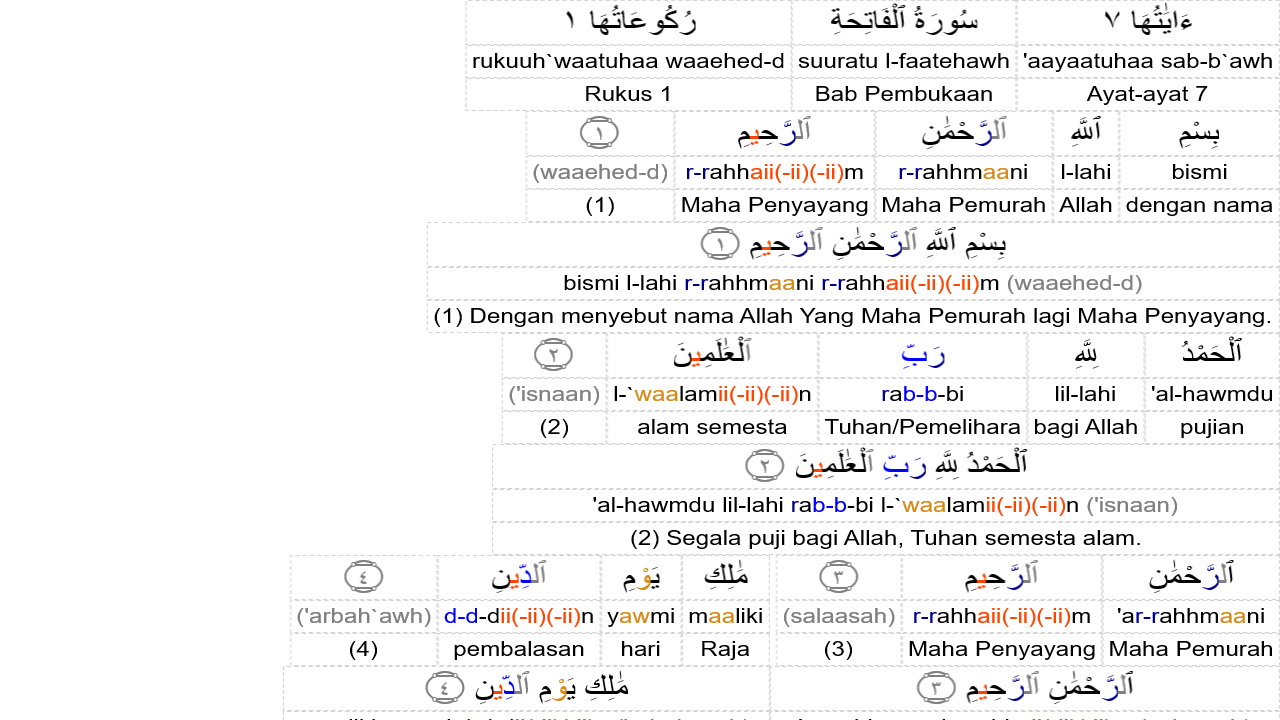 ءَايَٰتُهَا ٧ سُورَةُ ٱلْفَاتِحَةِ رُكُوعَاتُهَا ١
'aayaatuhaa sab-b`awh suuratu l-faatehawh rukuuh`waatuhaa waaehed-d
Ayat-ayat 7 Bab Pembukaan Rukus 1
بِسْمِ ٱللَّهِ ٱلرَّحْمَٰنِ ٱلرَّحِيمِ ١
bismi l-lahi r-rahhmaani r-rahhaii(-ii)(-ii)m (waaehed-d)
dengan nama Allah Maha Pemurah Maha Penyayang (1)
بِسْمِ ٱللَّهِ ٱلرَّحْمَٰنِ ٱلرَّحِيمِ ١
bismi l-lahi r-rahhmaani r-rahhaii(-ii)(-ii)m (waaehed-d)
(1) Dengan menyebut nama Allah Yang Maha Pemurah lagi Maha Penyayang.
ٱلْحَمْدُ لِلَّهِ رَبِّ ٱلْعَٰلَمِينَ ٢
'al-hawmdu lil-lahi rab-b-bi l-`waalamii(-ii)(-ii)n ('isnaan)
pujian bagi Allah Tuhan/Pemelihara alam semesta (2)
ٱلْحَمْدُ لِلَّهِ رَبِّ ٱلْعَٰلَمِينَ ٢
'al-hawmdu lil-lahi rab-b-bi l-`waalamii(-ii)(-ii)n ('isnaan)
(2) Segala puji bagi Allah, Tuhan semesta alam.
ٱلرَّحْمَٰنِ ٱلرَّحِيمِ ٣ مَٰلِكِ يَوْمِ ٱلدِّينِ ٤
'ar-rahhmaani r-rahhaii(-ii)(-ii)m (salaasah) maaliki yawmi d-d-dii(-ii)(-ii)n ('arbah`awh)
Maha Pemurah Maha Penyayang (3) Raja hari pembalasan (4)
ٱلرَّحْمَٰنِ ٱلرَّحِيمِ ٣ مَٰلِكِ يَوْمِ ٱلدِّينِ ٤